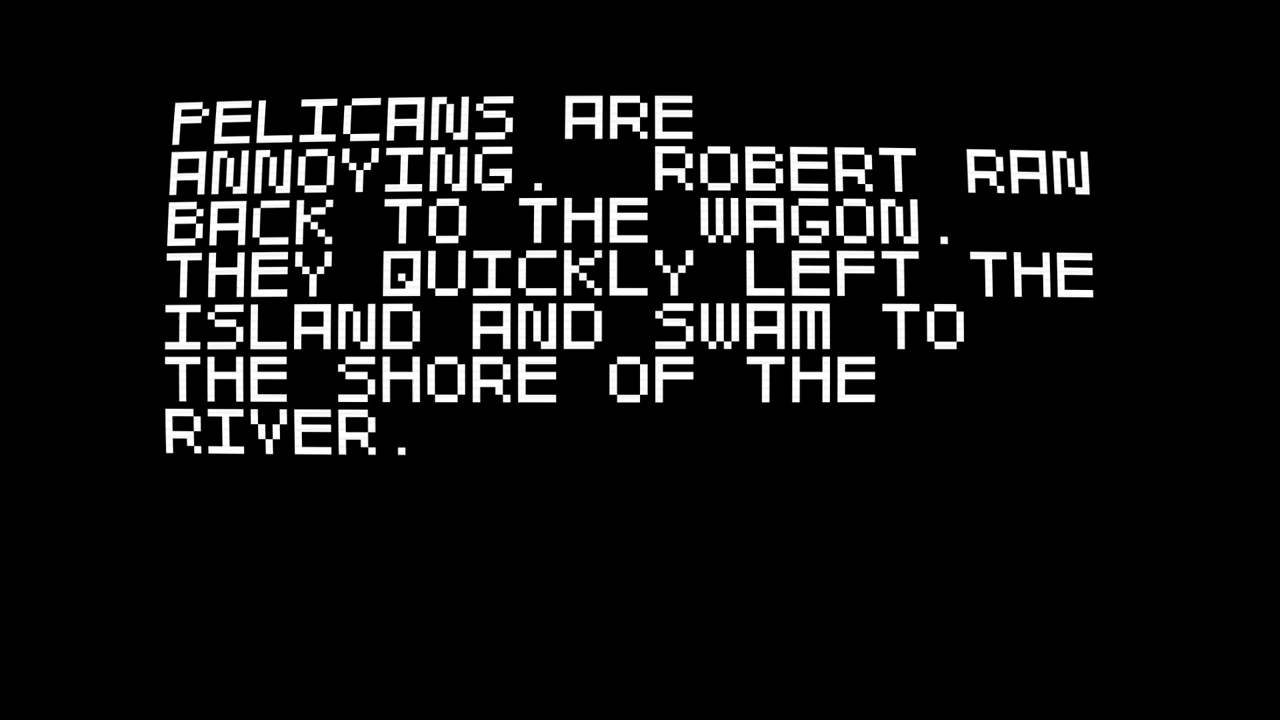 PELICANS ARE
ANNOYING.  ROBERT RAN
BACK TO THE WAGON.
THEY QUICKLY LEFT THE
ISLAND AND SWAM TO
THE SHORE OF THE
RIVER.